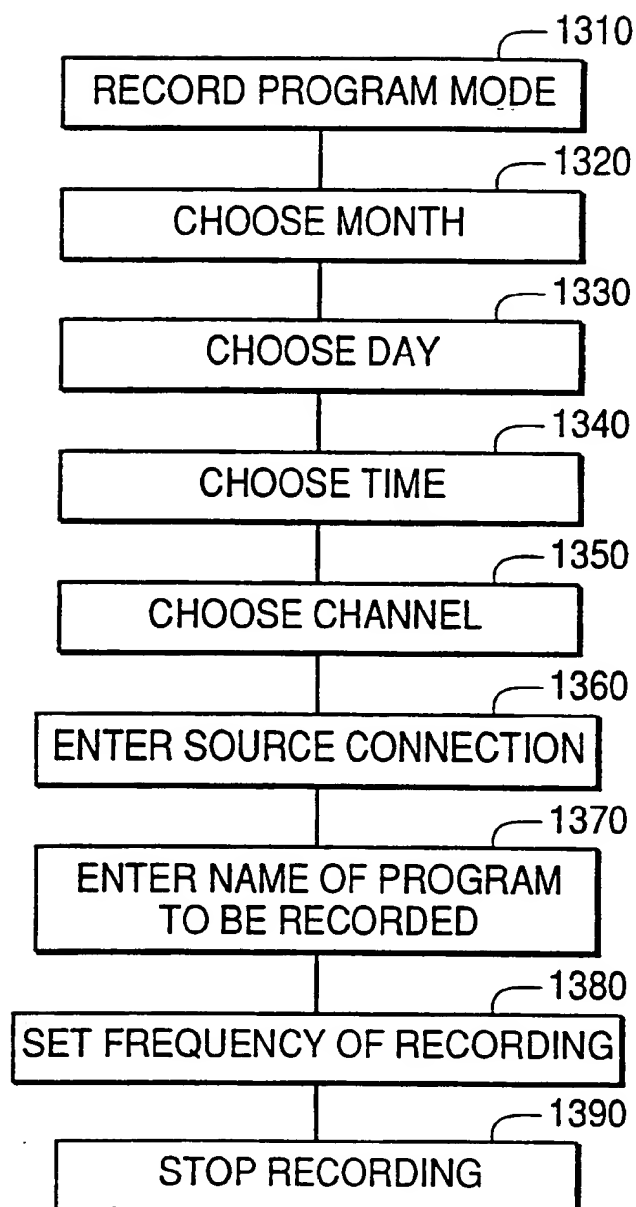 1310
RECORD PROGRAM MODE
1320
CHOOSE MONTH
1330
CHOOSE DAY
1340
CHOOSE TIME
1350
CHOOSE CHANNEL
1360
ENTER SOURCE CONNECTION
1370
ENTER NAME OF PROGRAM
TO BE RECORDED
1380
SET FREQUENCY OF RECORDING
1390
STOP RECORDING